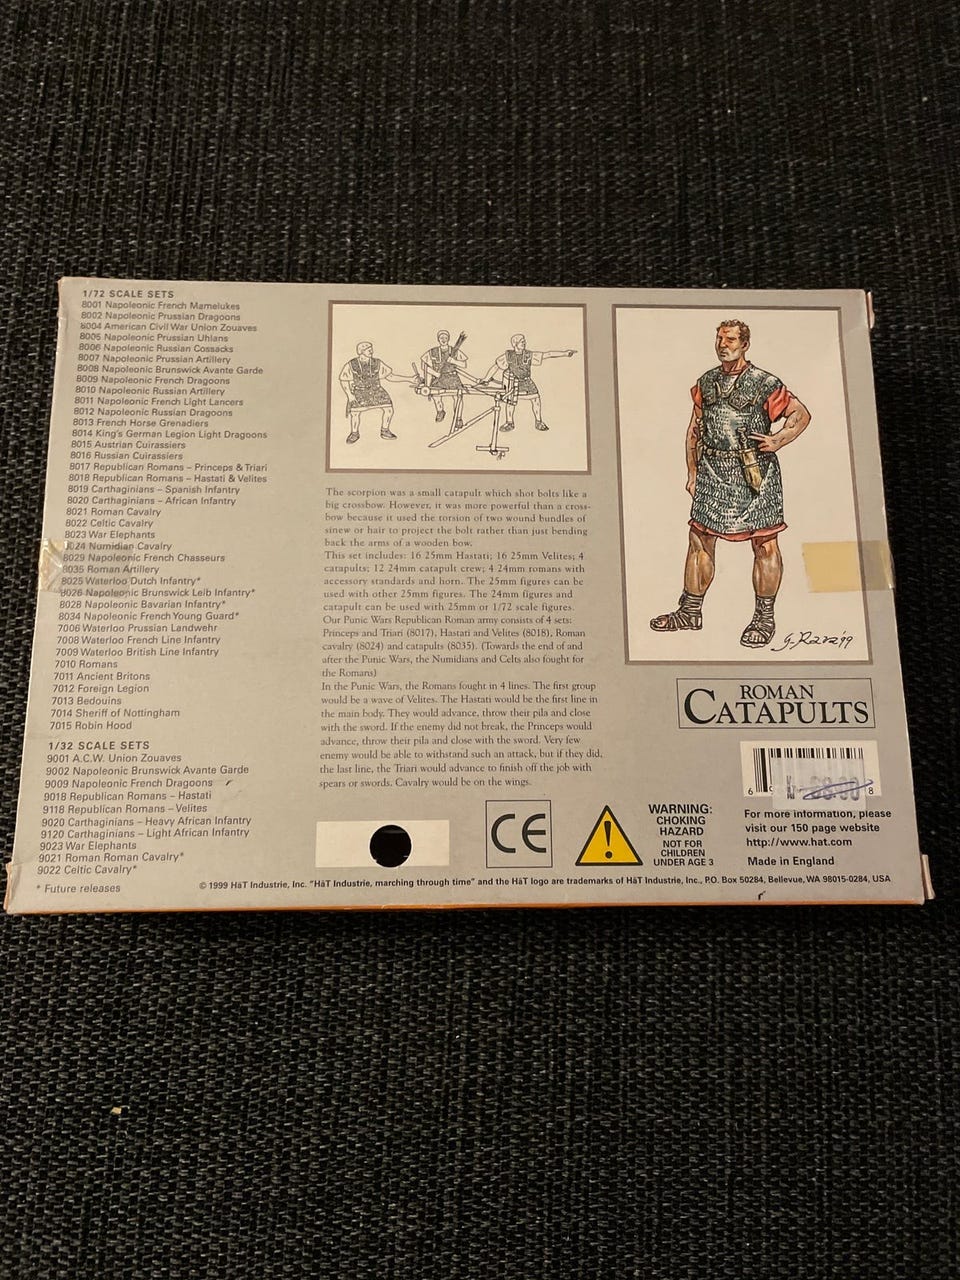 1/72 SCALE SETS
8001 Napoleonic French Mamelukes
8002 Napoleonic Prussian Dragoons
8004 American Civil War Union Zouaves
8005 Napoleonic Prussian Uhlans
8006 Napoleonic Russian Cossacks
8007 Napoleonic Prussian Artillery
8008 Napoleonic Brunswick Avante Garde
8009 Napoleonic French Dragoons
8010 Napoleonic Russian Artillery
8011 Napoleonic French Light Lancers
8012 Napoleonic Russian Dragoons
8013 French Horse Grenadiers
8014 King's German Legion Light Dragoons
8015 Austrian Cuirassiers
8016 Russian Cuirassiers
8017 Republican Romans – Princeps & Triari
8018 Republican Romans – Hastati & Velites
8019 Carthaginians – Spanish Infantry
8020 Carthaginians – African Infantry
8021 Roman Cavalry
8022 Celtic Cavalry
8023 War Elephants
8024 Numidian Cavalry
8029 Napoleonic French Chasseurs
8035 Roman Artillery
8025 Waterloo Dutch Infantry*
8026 Napoleonic Brunswick Leib Infantry*
8028 Napoleonic Bavarian Infantry*
8034 Napoleonic French Young Guard*
7006 Waterloo Prussian Landwehr
7008 Waterloo French Line Infantry
7009 Waterloo British Line Infantry
7010 Romans
7011 Ancient Britons
7012 Foreign Legion
7013 Bedouins
7014 Sheriff of Nottingham
7015 Robin Hood
1/32 SCALE SETS
9001 A.C.W. Union Zouaves
9002 Napoleonic Brunswick Avante Garde
9009 Napoleonic French Dragoons
9018 Republican Romans – Hastati
9118 Republican Romans – Velites
9020 Carthaginians – Heavy African Infantry
9120 Carthaginians – Light African Infantry
9023 War Elephants
9021 Roman Roman Cavalry*
9022 Celtic Cavalry*
* Future releases
The scorpion was a small catapult which shot bolts like a
big crossbow. However, it was more powerful than a cross-
bow because it used the torsion of two wound bundles of
sinew or hair to project the bolt rather than just bending
back the arms of a wooden bow.
This set includes: 16 25mm Hastati; 16 25mm Velites; 4
catapults; 12 24mm catapult crew; 4 24mm romans with
accessory standards and horn. The 25mm figures can be
used with other 25mm figures. The 24mm figures and
catapult can be used with 25mm or 1/72 scale figures.
Our Punic Wars Republican Roman army consists of 4 sets:
Princeps and Triari (8017), Hastati and Velites (8018), Roman
cavalry (8024) and catapults (8035). (Towards the end of and
after the Punic Wars, the Numidians and Celts also fought for
the Romans)
In the Punic Wars, the Romans fought in 4 lines. The first group
would be a wave of Velites. The Hastati would be the first line in
the main body. They would advance, throw their pila and close
with the sword. If the enemy did not break, the Princeps would
advance, throw their pila and close with the sword. Very few
enemy would be able to withstand such an attack, but if they did,
the last line, the Triari would advance to finish off the job with
spears or swords. Cavalry would be on the wings.
CE
WARNING:
CHOKING
HAZARD
NOT FOR
CHILDREN
UNDER AGE 3
G. Rava '99
ROMAN
CATAPULTS
For more information, please
visit our 150 page website
http://www.hat.com
Made in England
© 1999 HäT Industrie, Inc. "HäT Industrie, marching through time" and the HäT logo are trademarks of HäT Industrie, Inc., P.O. Box 50284, Bellevue, WA 98015-0284, USA